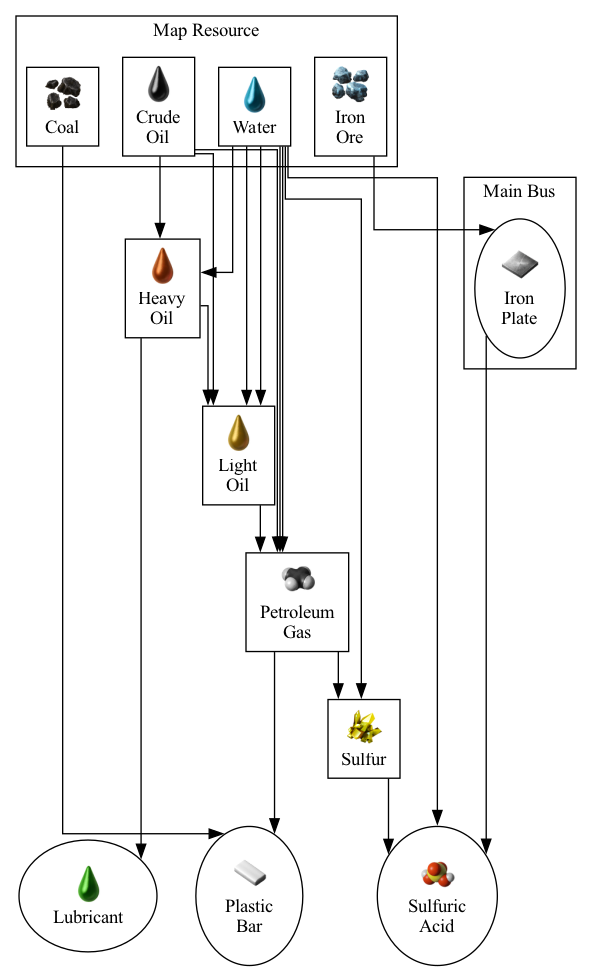 Map Resource
Coal
Crude
Oil
Water
Iron
Ore
Main Bus
Iron
Plate
Heavy
Oil
Light
Oil
Petroleum
Gas
Sulfur
Lubricant
Plastic
Bar
Sulfuric
Acid